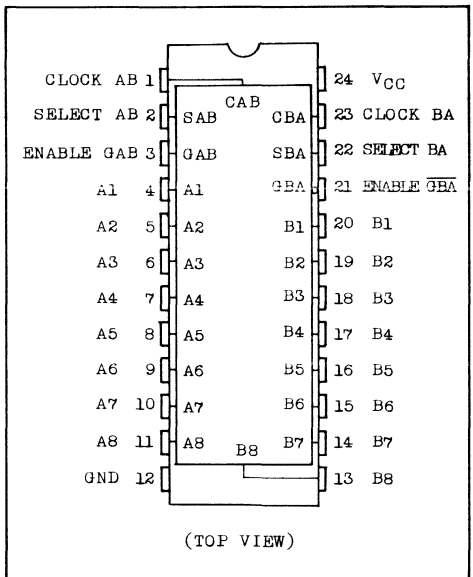 CLOCK AB 1 CAB 24 VCC
SELECT AB 2 SAB CBA 23 CLOCK BA
ENABLE GAB 3 GAB SBA 22 SELECT BA
A1 4 A1 GBA 21 ENABLE G̅B̅A̅
A2 5 A2 B1 20 B1
A3 6 A3 B2 19 B2
A4 7 A4 B3 18 B3
A5 8 A5 B4 17 B4
A6 9 A6 B5 16 B5
A7 10 A7 B6 15 B6
A8 11 A8 B7 14 B7
GND 12 B8 13 B8
(TOP VIEW)